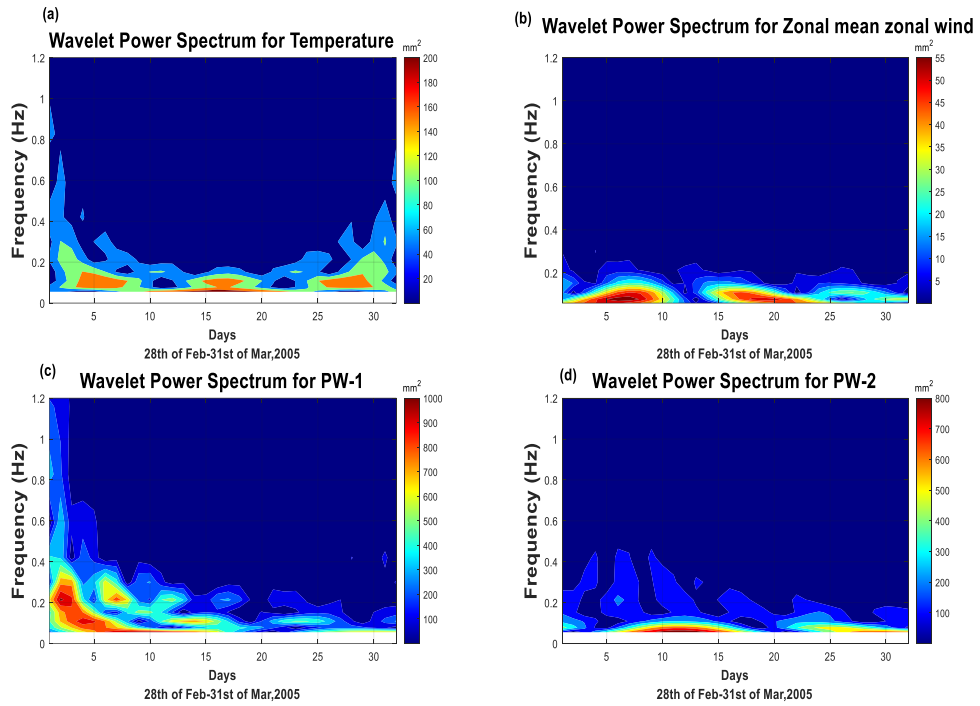 (a)
Wavelet Power Spectrum for Temperature
mm2
1.2
1
0.8
0.6
0.4
0.2
0
Frequency (Hz)
5 10 15 20 25 30
Days
28th of Feb-31st of Mar,2005
200
180
160
140
120
100
80
60
40
20
(b)
Wavelet Power Spectrum for Zonal mean zonal wind
mm2
1.2
1
0.8
0.6
0.4
0.2
Frequency (Hz)
5 10 15 20 25 30
Days
28th of Feb-31st of Mar,2005
55
50
45
40
35
30
25
20
15
10
5
(c)
Wavelet Power Spectrum for PW-1
mm2
1.2
1
0.8
0.6
0.4
0.2
0
Frequency (Hz)
5 10 15 20 25 30
Days
28th of Feb-31st of Mar,2005
1000
900
800
700
600
500
400
300
200
100
(d)
Wavelet Power Spectrum for PW-2
mm2
1.2
1
0.8
0.6
0.4
0.2
0
Frequency (Hz)
5 10 15 20 25 30
Days
28th of Feb-31st of Mar,2005
800
700
600
500
400
300
200
100